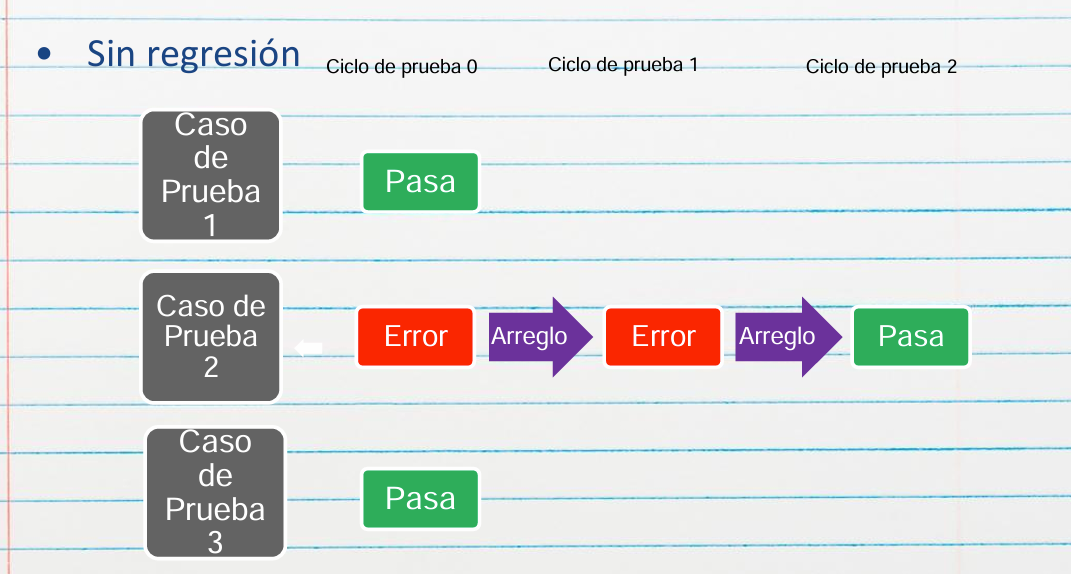 • Sin regresión
Ciclo de prueba 0
Ciclo de prueba 1
Ciclo de prueba 2
Caso
de
Prueba
1
Pasa
Caso de
Prueba
2
Error
Arreglo
Error
Arreglo
Pasa
Caso
de
Prueba
3
Pasa